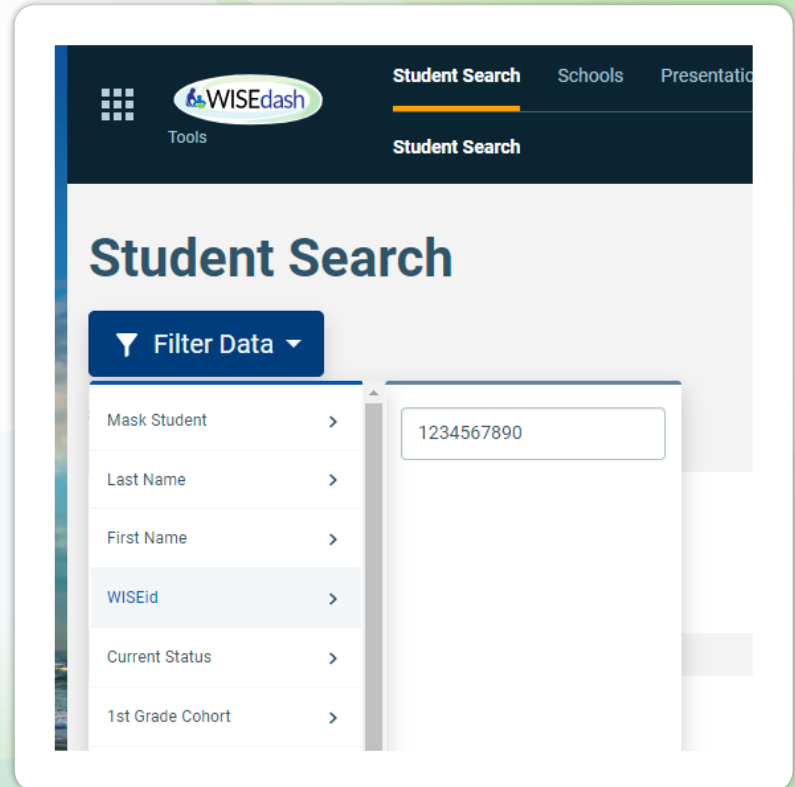 WISEdash
Tools
Student Search Schools Presentatio
Student Search
Student Search
Filter Data
Mask Student
Last Name
First Name
WISEid
Current Status
1st Grade Cohort
1234567890